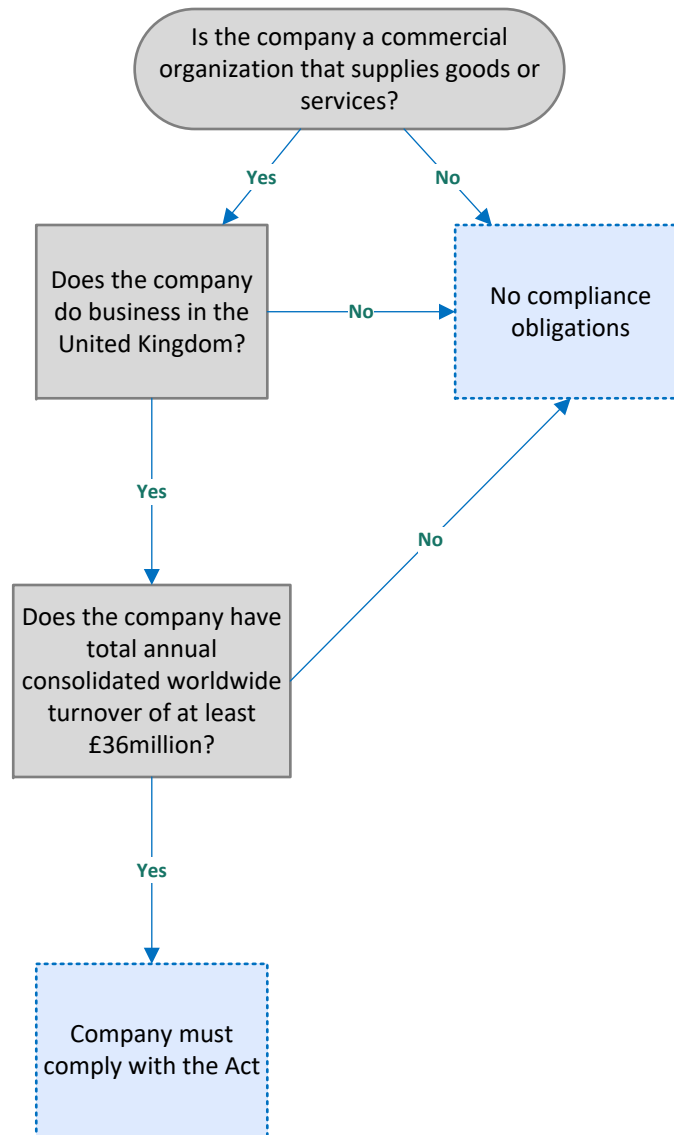 Is the company a commercial
organization that supplies goods or
services?
Yes
No
Does the company
do business in the
United Kingdom?
No
No compliance
obligations
Yes
No
Does the company have
total annual
consolidated worldwide
turnover of at least
£36million?
Yes
Company must
comply with the Act